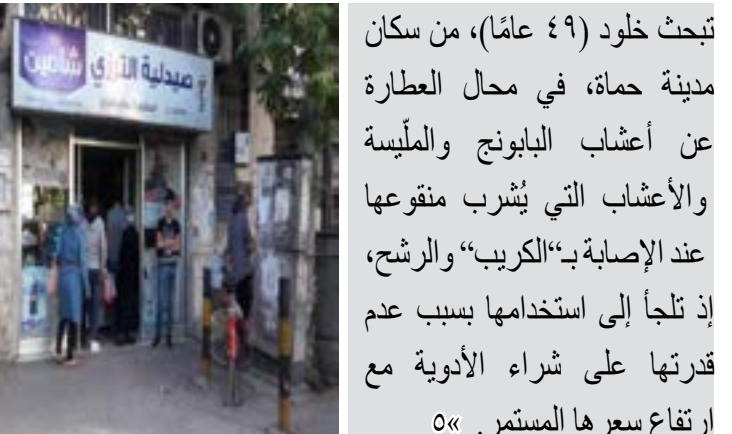 صيدلية
شاهين
تبحث خلود (٤٩ عامًا)، من سكان
مدينة حماة، في محال العطارة
عن أعشاب البابونج والملّيسة
والأعشاب التي يُشرب منقوعها
عند الإصابة بـ“الكريب“ والرشح،
إذ تلجأ إلى استخدامها بسبب عدم
قدرتها على شراء الأدوية مع
ارتفاع سعرها المستمر. »٥